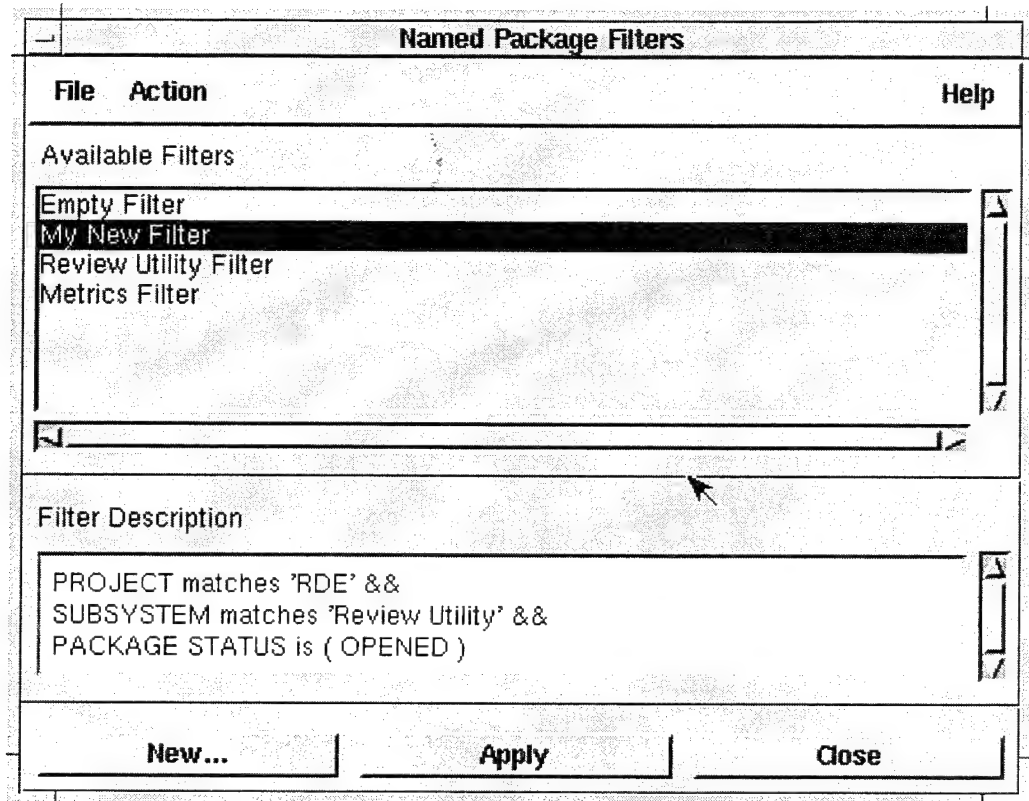 Named Package Filters
File Action Help
Available Filters
Empty Filter
My New Filter
Review Utility Filter
Metrics Filter
Filter Description
PROJECT matches 'RDE' &&
SUBSYSTEM matches 'Review Utility' &&
PACKAGE STATUS is ( OPENED )
New... Apply Close